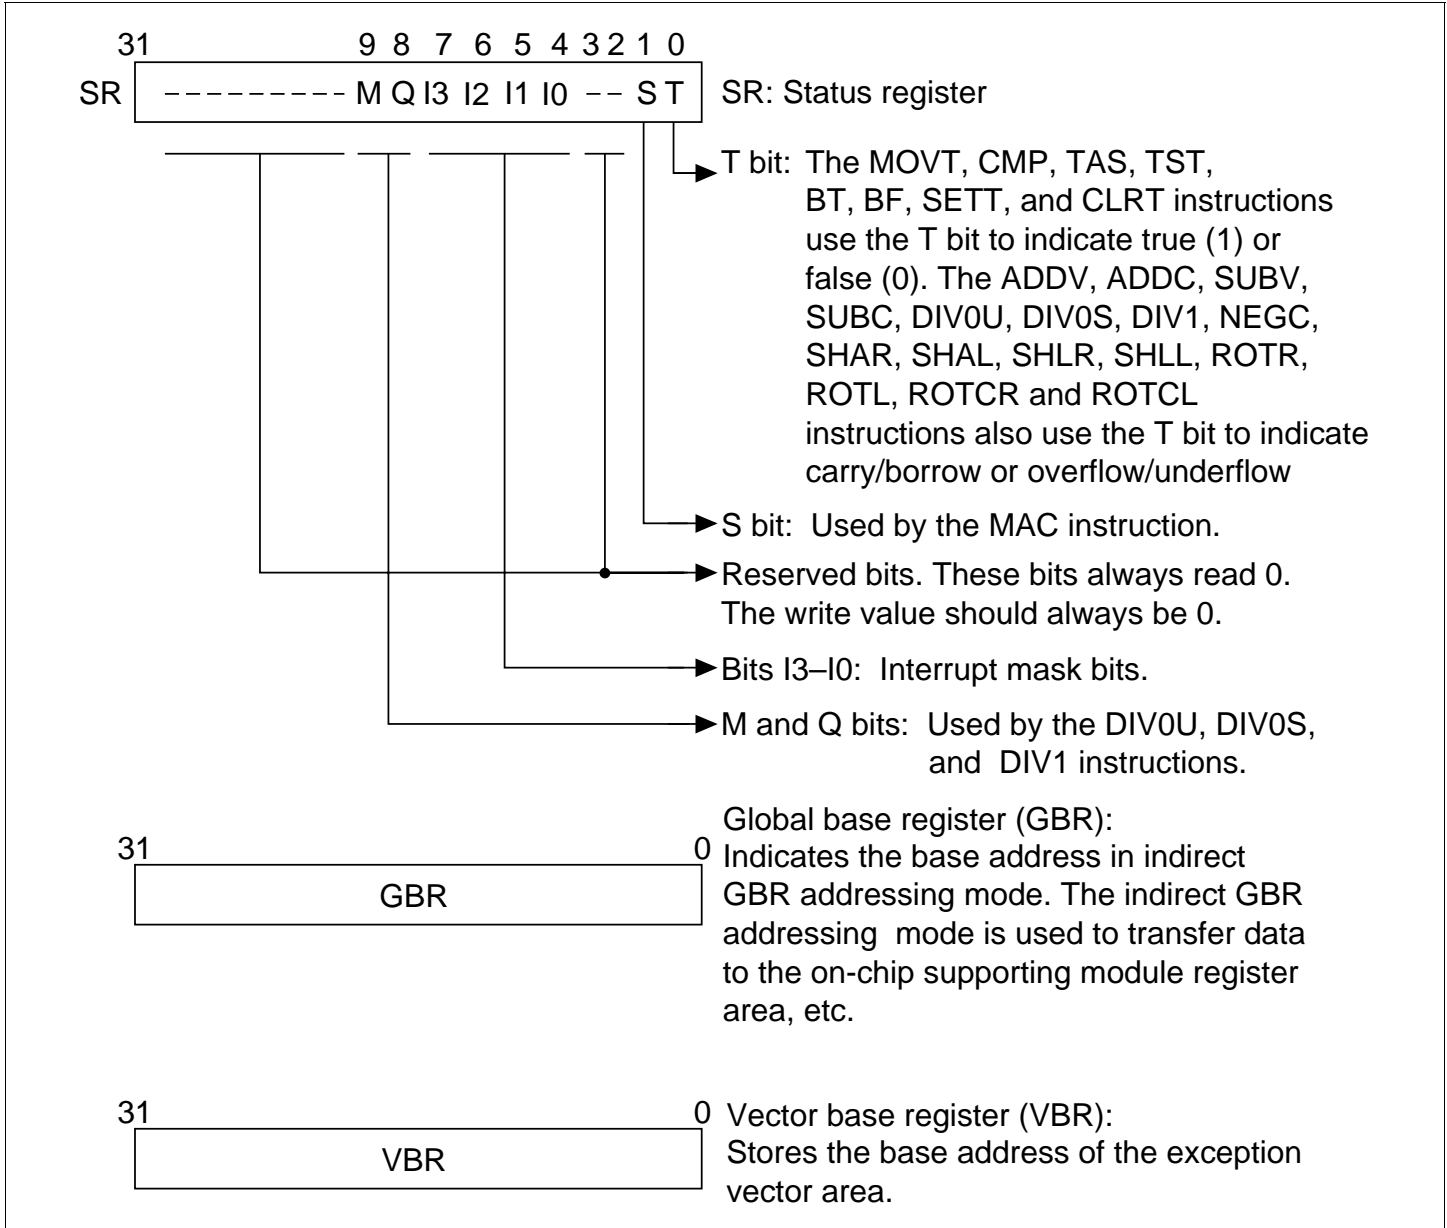 31 9 8 7 6 5 4 3 2 1 0
SR --------- M Q I3 I2 I1 I0 -- S T SR: Status register
T bit: The MOVT, CMP, TAS, TST,
BT, BF, SETT, and CLRT instructions
use the T bit to indicate true (1) or
false (0). The ADDV, ADDC, SUBV,
SUBC, DIV0U, DIV0S, DIV1, NEGC,
SHAR, SHAL, SHLR, SHLL, ROTR,
ROTL, ROTCR and ROTCL
instructions also use the T bit to indicate
carry/borrow or overflow/underflow
S bit: Used by the MAC instruction.
Reserved bits. These bits always read 0.
The write value should always be 0.
Bits I3–I0: Interrupt mask bits.
M and Q bits: Used by the DIV0U, DIV0S,
and DIV1 instructions.
Global base register (GBR):
31 0 Indicates the base address in indirect
GBR GBR addressing mode. The indirect GBR
addressing mode is used to transfer data
to the on-chip supporting module register
area, etc.
31 0 Vector base register (VBR):
VBR Stores the base address of the exception
vector area.